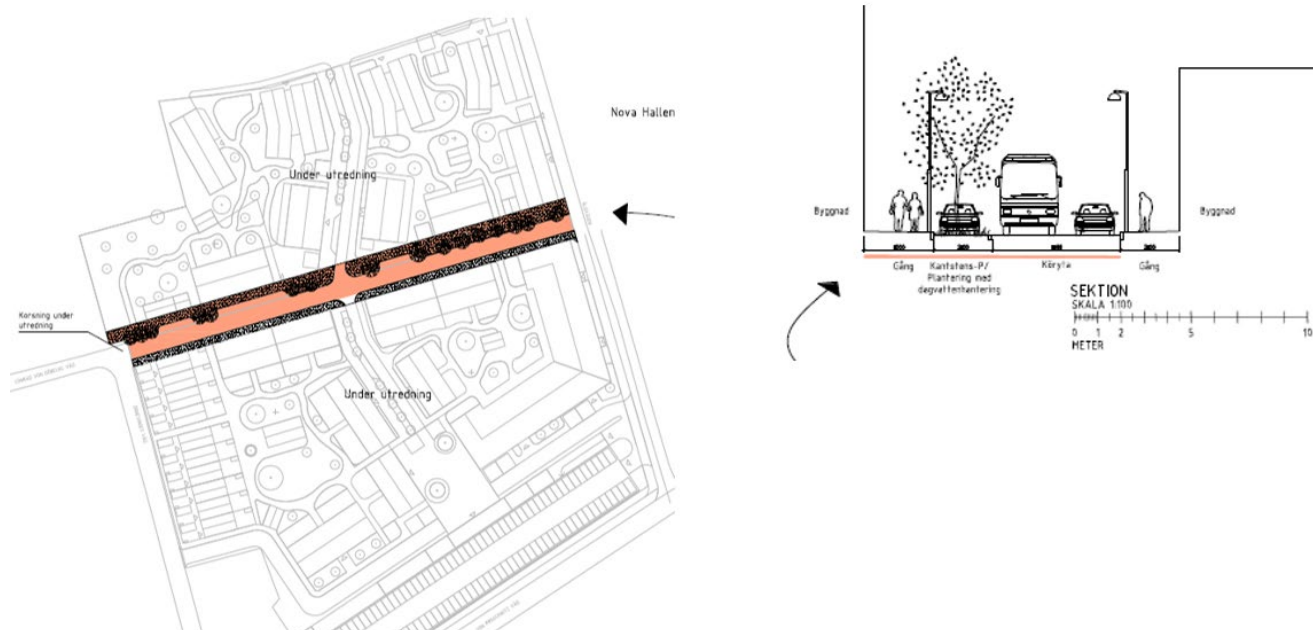 Nova Hallen
Under utredning
Korsning under
utredning
Under utredning
Byggnad
Byggnad
Gång
Kantstens-P/
Plantering med
dagvattenhantering
Köryta
Gång
SEKTION
SKALA 1:100
0 1 2 5 10
METER